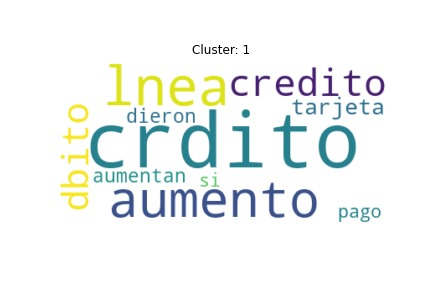 Cluster: 1
lnea credito
dbito dieron tarjeta
crdito
aumentan si
aumento pago